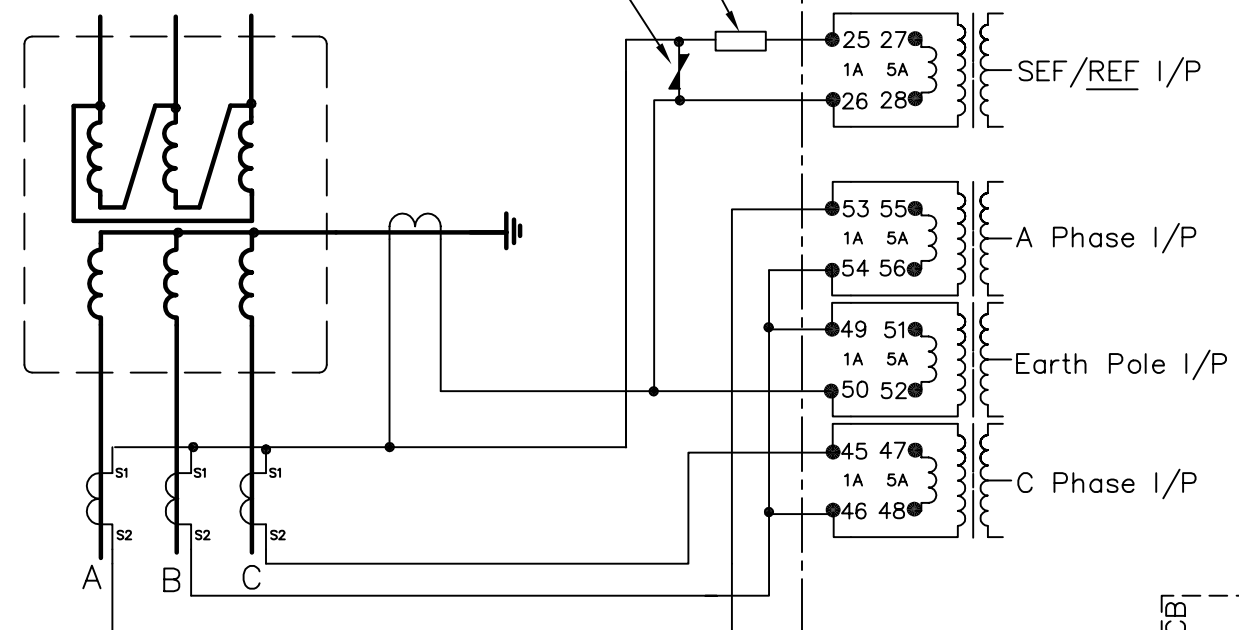 25 27
1A 5A
26 28
SEF/REF I/P
53 55
1A 5A
54 56
A Phase I/P
49 51
1A 5A
50 52
Earth Pole I/P
45 47
1A 5A
46 48
C Phase I/P
S1 S1 S1
S2 S2 S2
A B C
CB